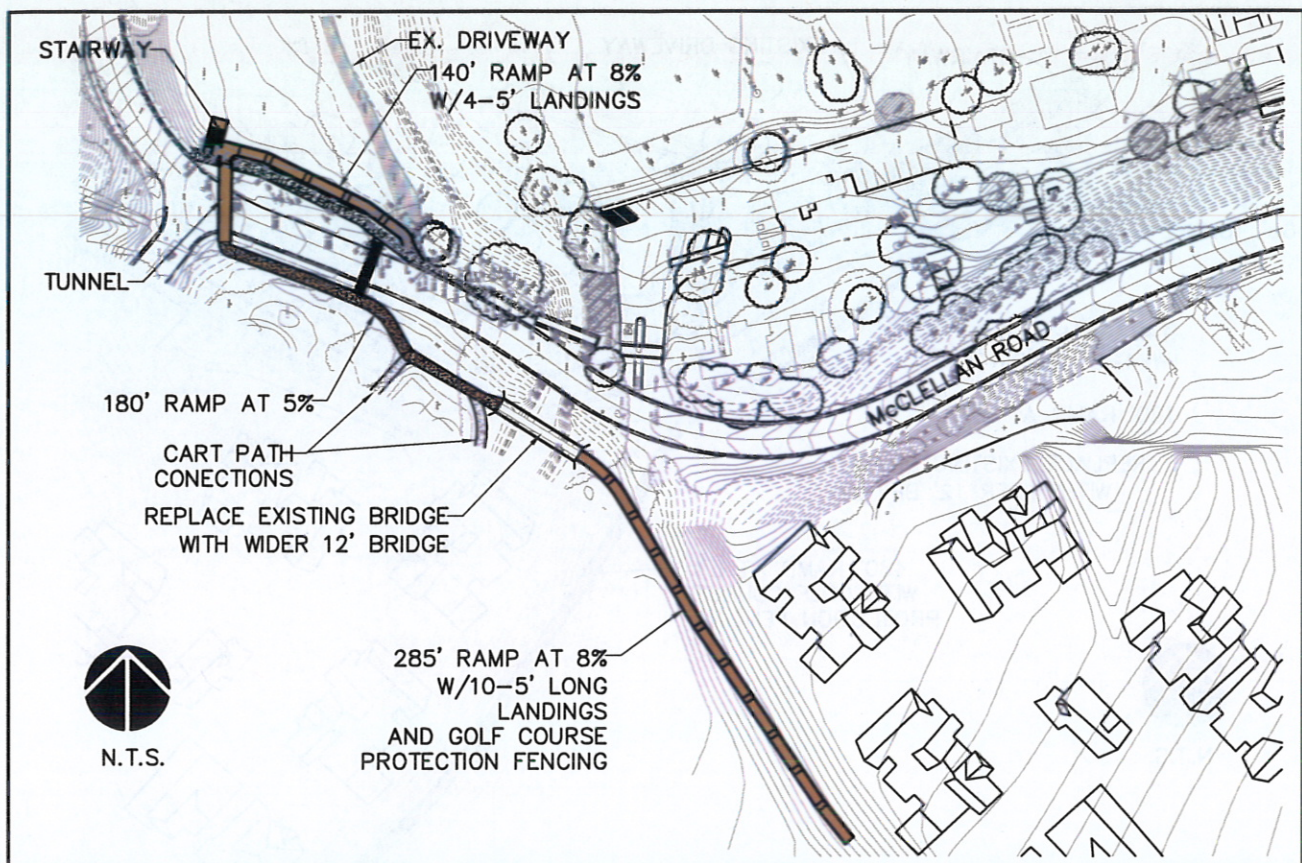 STAIRWAY
EX. DRIVEWAY
140' RAMP AT 8%
W/4-5' LANDINGS
TUNNEL
McCLELLAN ROAD
180' RAMP AT 5%
CART PATH
CONECTIONS
REPLACE EXISTING BRIDGE
WITH WIDER 12' BRIDGE
285' RAMP AT 8%
W/10-5' LONG
LANDINGS
AND GOLF COURSE
PROTECTION FENCING
N.T.S.